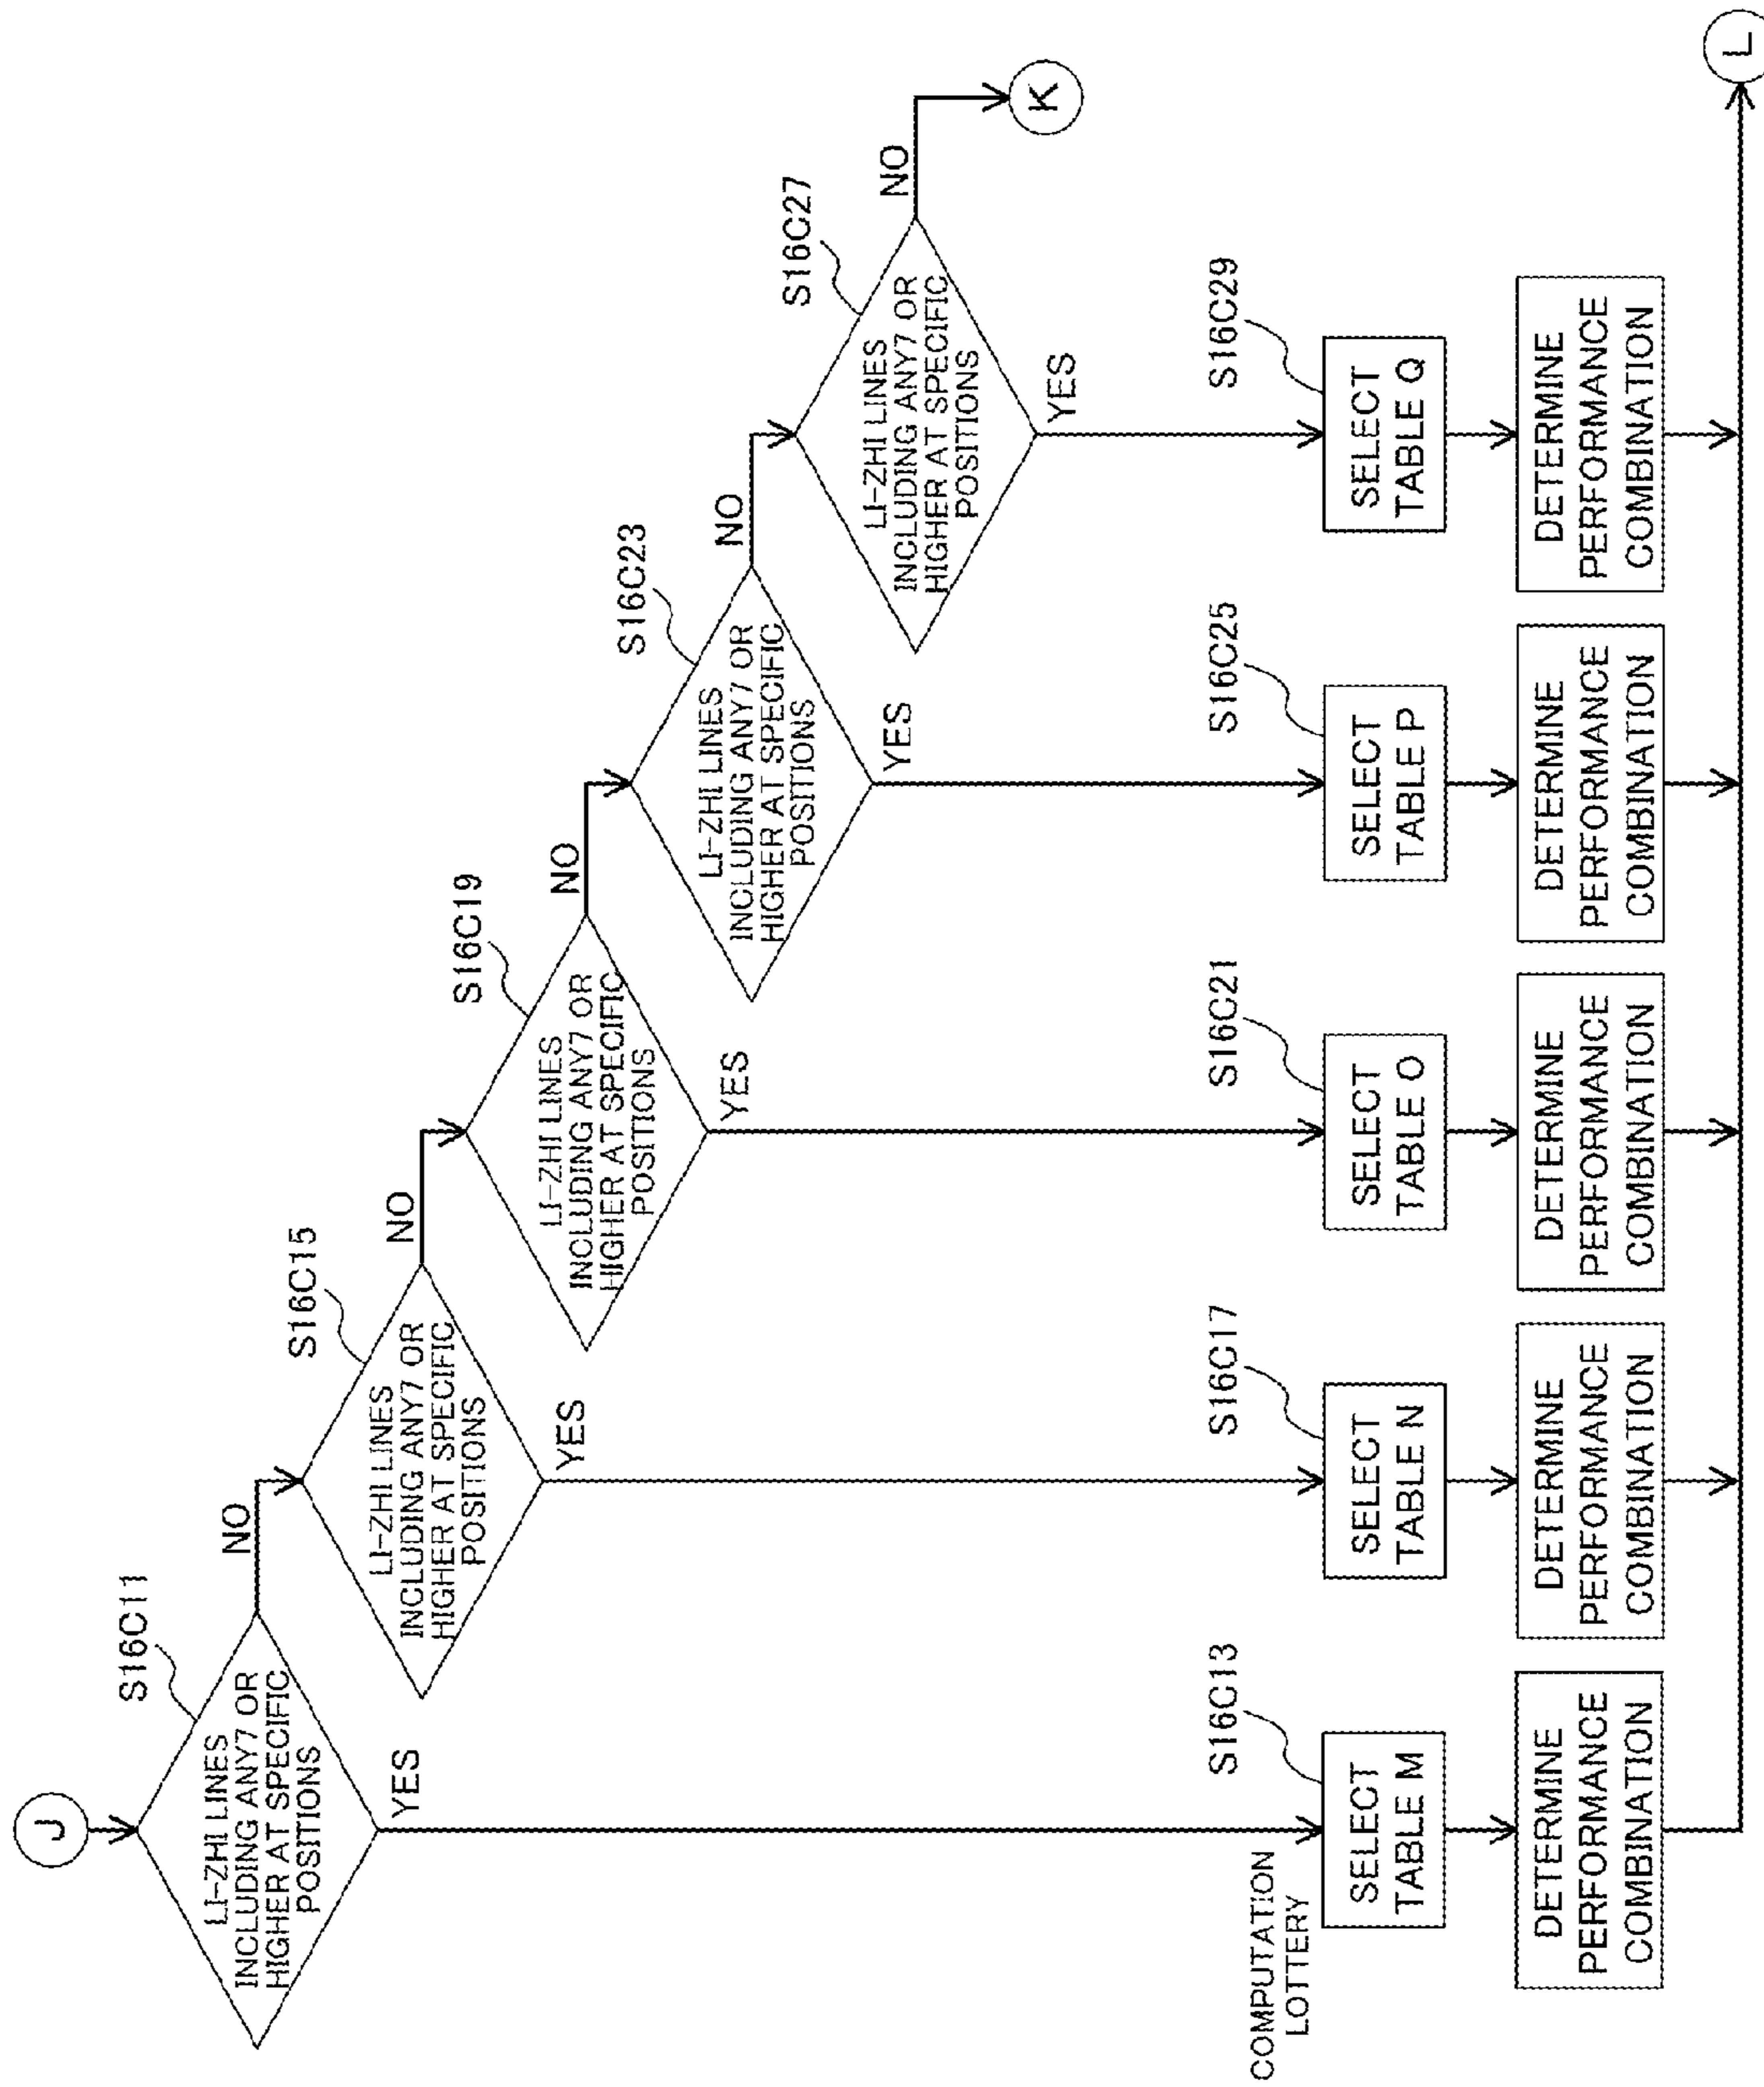 J
S16C11
LI-ZHI LINES
INCLUDING ANY7 OR
HIGHER AT SPECIFIC
POSITIONS
NO
YES
S16C15
LI-ZHI LINES
INCLUDING ANY7 OR
HIGHER AT SPECIFIC
POSITIONS
NO
YES
S16C19
LI-ZHI LINES
INCLUDING ANY7 OR
HIGHER AT SPECIFIC
POSITIONS
NO
YES
S16C23
LI-ZHI LINES
INCLUDING ANY7 OR
HIGHER AT SPECIFIC
POSITIONS
NO
YES
S16C27
LI-ZHI LINES
INCLUDING ANY7 OR
HIGHER AT SPECIFIC
POSITIONS
NO
YES
K
COMPUTATION
LOTTERY
S16C13
SELECT
TABLE M
S16C17
SELECT
TABLE N
S16C21
SELECT
TABLE O
S16C25
SELECT
TABLE P
S16C29
SELECT
TABLE Q
DETERMINE
PERFORMANCE
COMBINATION
DETERMINE
PERFORMANCE
COMBINATION
DETERMINE
PERFORMANCE
COMBINATION
DETERMINE
PERFORMANCE
COMBINATION
DETERMINE
PERFORMANCE
COMBINATION
L